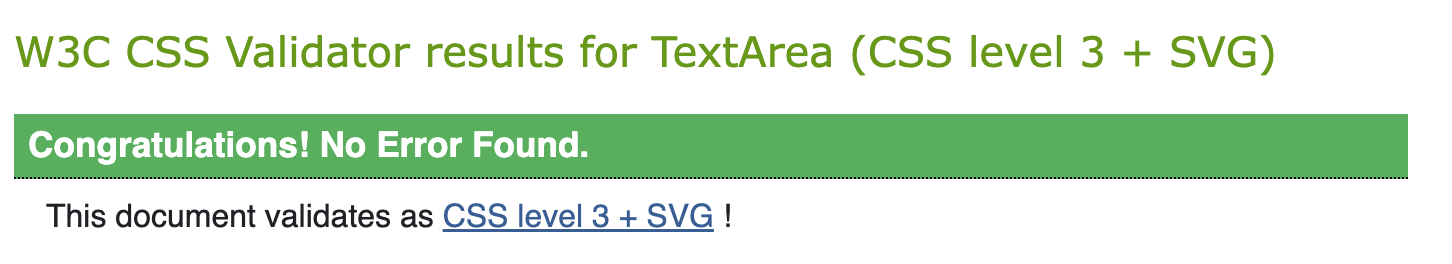 W3C CSS Validator results for TextArea (CSS level 3 + SVG)
Congratulations! No Error Found.
This document validates as CSS level 3 + SVG !